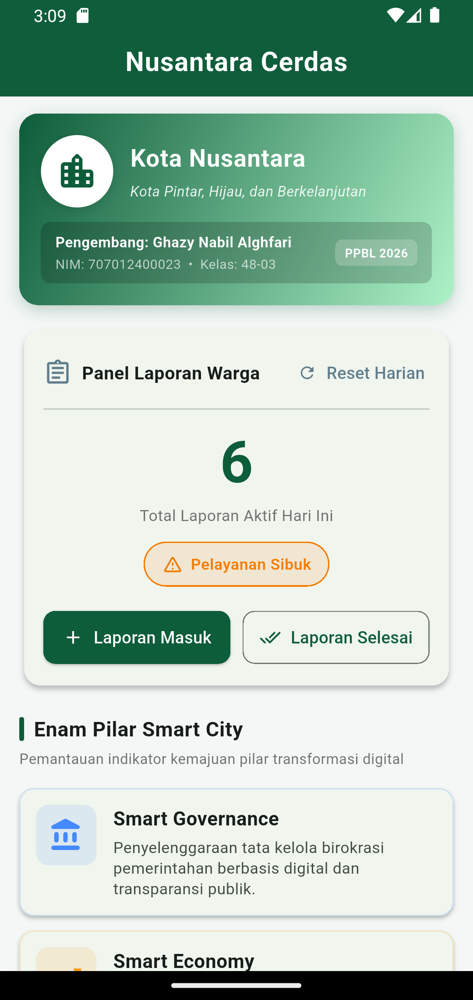 3:09
Nusantara Cerdas
Kota Nusantara
Kota Pintar, Hijau, dan Berkelanjutan
Pengembang: Ghazy Nabil Alghfari
NIM: 707012400023 • Kelas: 48-03
PPBL 2026
Panel Laporan Warga
Reset Harian
6
Total Laporan Aktif Hari Ini
Pelayanan Sibuk
Laporan Masuk
Laporan Selesai
Enam Pilar Smart City
Pemantauan indikator kemajuan pilar transformasi digital
Smart Governance
Penyelenggaraan tata kelola birokrasi
pemerintahan berbasis digital dan
transparansi publik.
Smart Economy